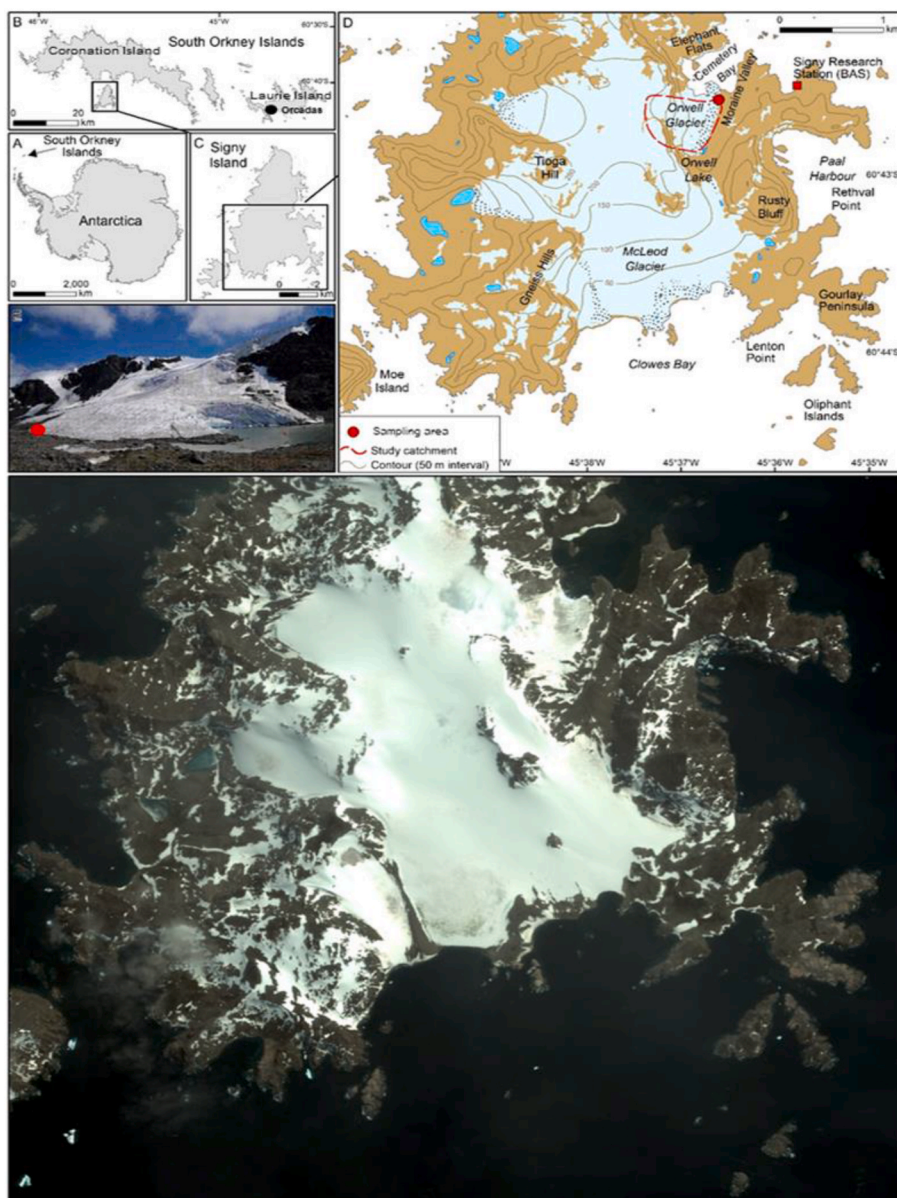 B
46°W
45°W
60°30'S
Coronation Island
South Orkney Islands
60°40'S
Laurie Island
Orcadas
0
20
km
A
South Orkney
Islands
Antarctica
0
2,000
km
C
Signy
Island
0
2
km
D
0
1
km
Elephant
Flats
Cemetery
Bay
Moraine Valley
Signy Research
Station (BAS)
Orwell
Glacier
Orwell
Lake
Tioga
Hill
200
150
100
50
Paal
Harbour
60°43'S
Rethval
Point
Rusty
Bluff
McLeod
Glacier
Gneiss Hills
Gourlay
Peninsula
Lenton
Point
60°44'S
Clowes Bay
Moe
Island
Oliphant
Islands
Sampling area
Study catchment
Contour (50 m interval)
45°38'W
45°37'W
45°36'W
45°35'W